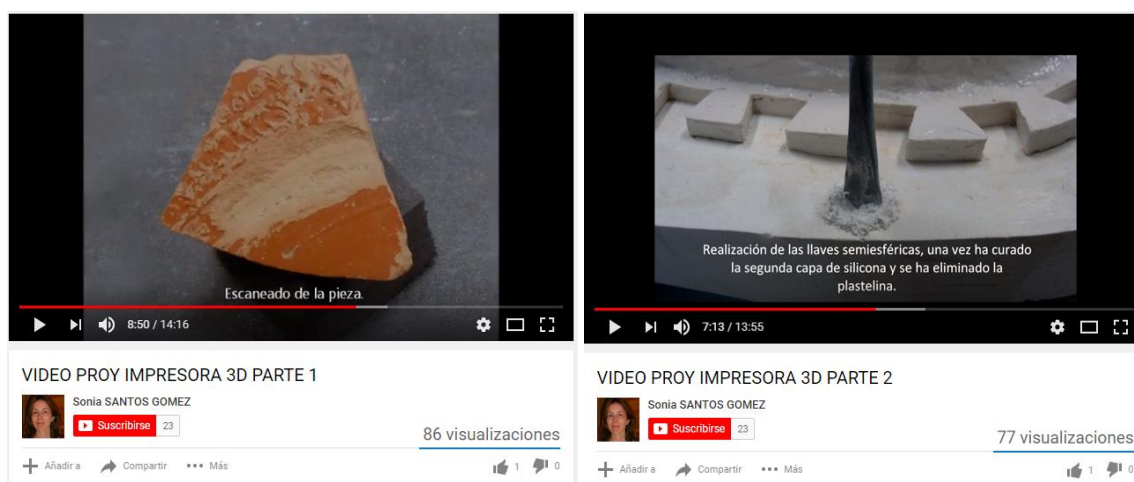 Escaneado de la pieza.
8:50 / 14:16
VIDEO PROY IMPRESORA 3D PARTE 1
Sonia SANTOS GOMEZ
Suscribirse 23
86 visualizaciones
Añadir a Compartir Más 1 0
Realización de las llaves semiesféricas, una vez ha curado
la segunda capa de silicona y se ha eliminado la
plastelina.
7:13 / 13:55
VIDEO PROY IMPRESORA 3D PARTE 2
Sonia SANTOS GOMEZ
Suscribirse 23
77 visualizaciones
Añadir a Compartir Más 1 0